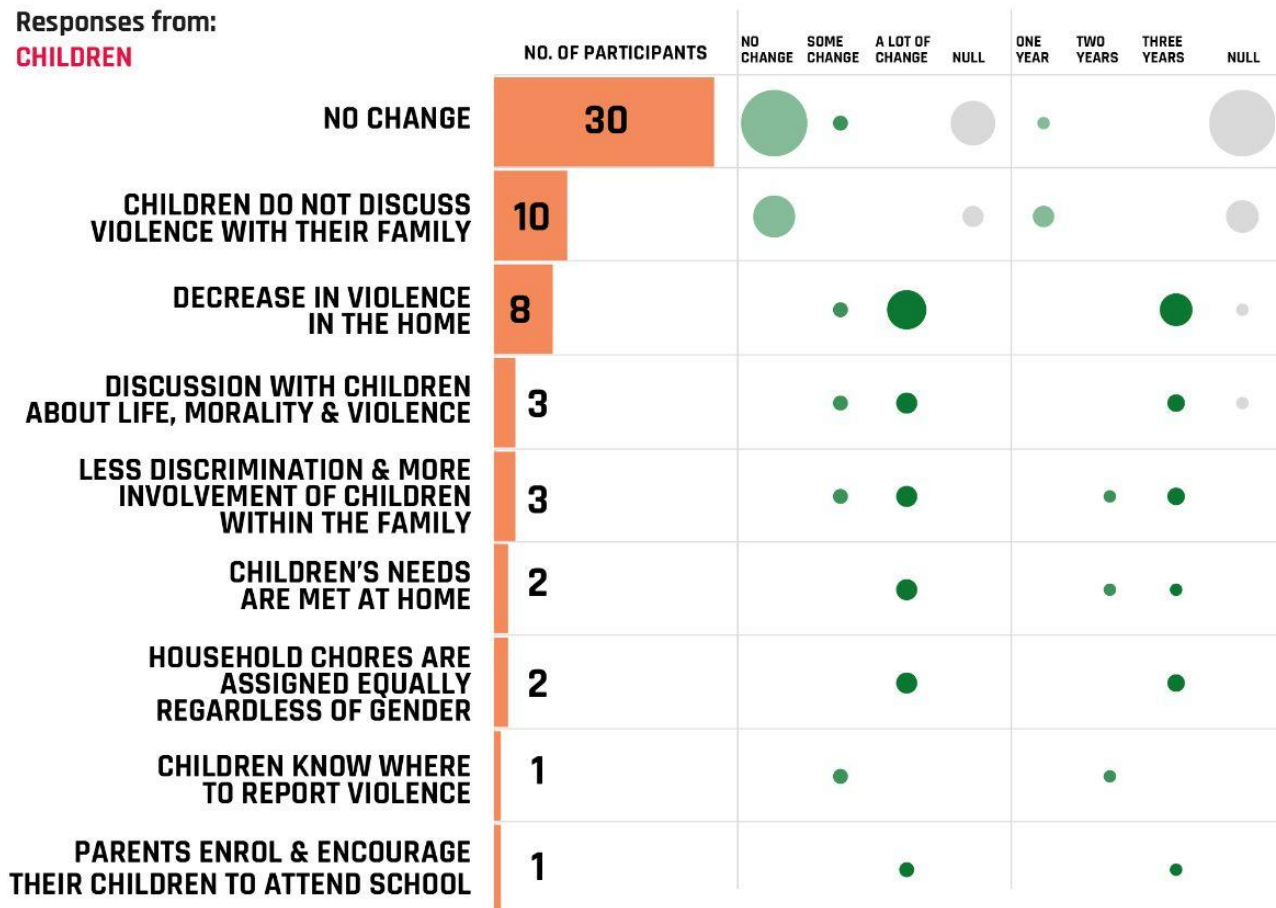 Responses from:
CHILDREN
NO. OF PARTICIPANTS
NO
CHANGE
SOME
CHANGE
A LOT OF
CHANGE
NULL
ONE
YEAR
TWO
YEARS
THREE
YEARS
NULL
NO CHANGE
30
CHILDREN DO NOT DISCUSS
VIOLENCE WITH THEIR FAMILY
10
DECREASE IN VIOLENCE
IN THE HOME
8
DISCUSSION WITH CHILDREN
ABOUT LIFE, MORALITY & VIOLENCE
3
LESS DISCRIMINATION & MORE
INVOLVEMENT OF CHILDREN
WITHIN THE FAMILY
3
CHILDREN'S NEEDS
ARE MET AT HOME
2
HOUSEHOLD CHORES ARE
ASSIGNED EQUALLY
REGARDLESS OF GENDER
2
CHILDREN KNOW WHERE
TO REPORT VIOLENCE
1
PARENTS ENROL & ENCOURAGE
THEIR CHILDREN TO ATTEND SCHOOL
1